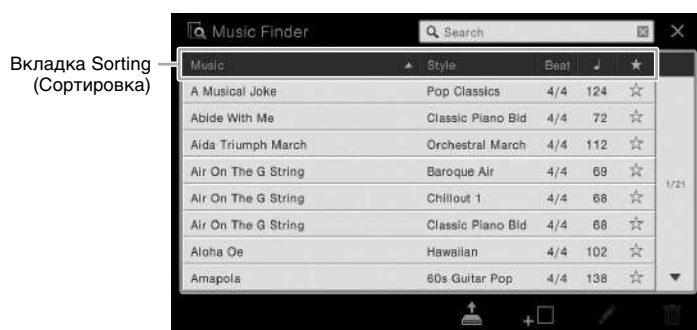 Music Finder
Search
Вкладка Sorting
(Сортировка)
Music Style Beat ♩ ★
A Musical Joke Pop Classics 4/4 124 ☆
Abide With Me Classic Piano Bld 4/4 72 ☆
Aida Triumph March Orchestral March 4/4 112 ☆
Air On The G String Baroque Air 4/4 69 ☆
Air On The G String Chillout 1 4/4 68 ☆
Air On The G String Classic Piano Bld 4/4 68 ☆
Aloha Oe Hawaiian 4/4 102 ☆
Amapola 60s Guitar Pop 4/4 138 ☆
1/21